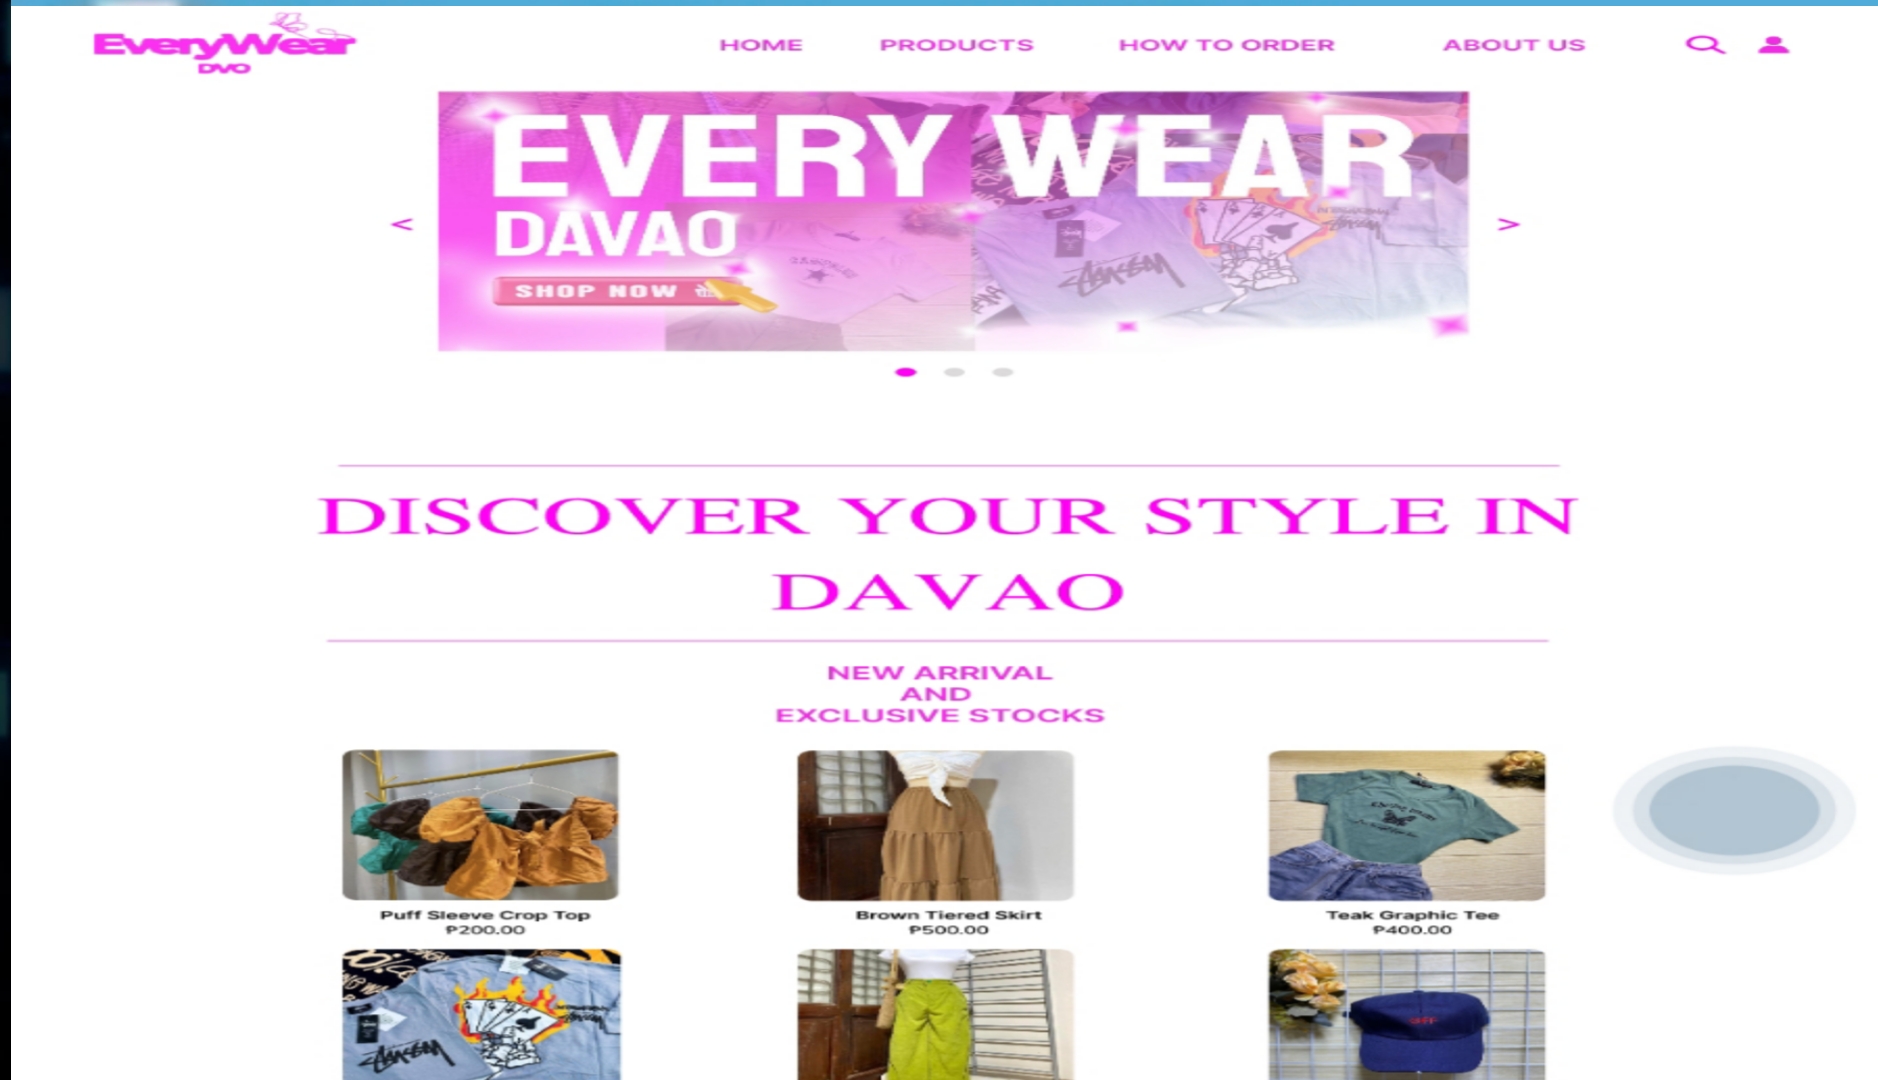 EveryWear
DVO
HOME
PRODUCTS
HOW TO ORDER
ABOUT US
EVERY WEAR
DAVAO
SHOP NOW
<
>
DISCOVER YOUR STYLE IN
DAVAO
NEW ARRIVAL
AND
EXCLUSIVE STOCKS
Puff Sleeve Crop Top
₱200.00
Brown Tiered Skirt
₱500.00
Teak Graphic Tee
₱400.00